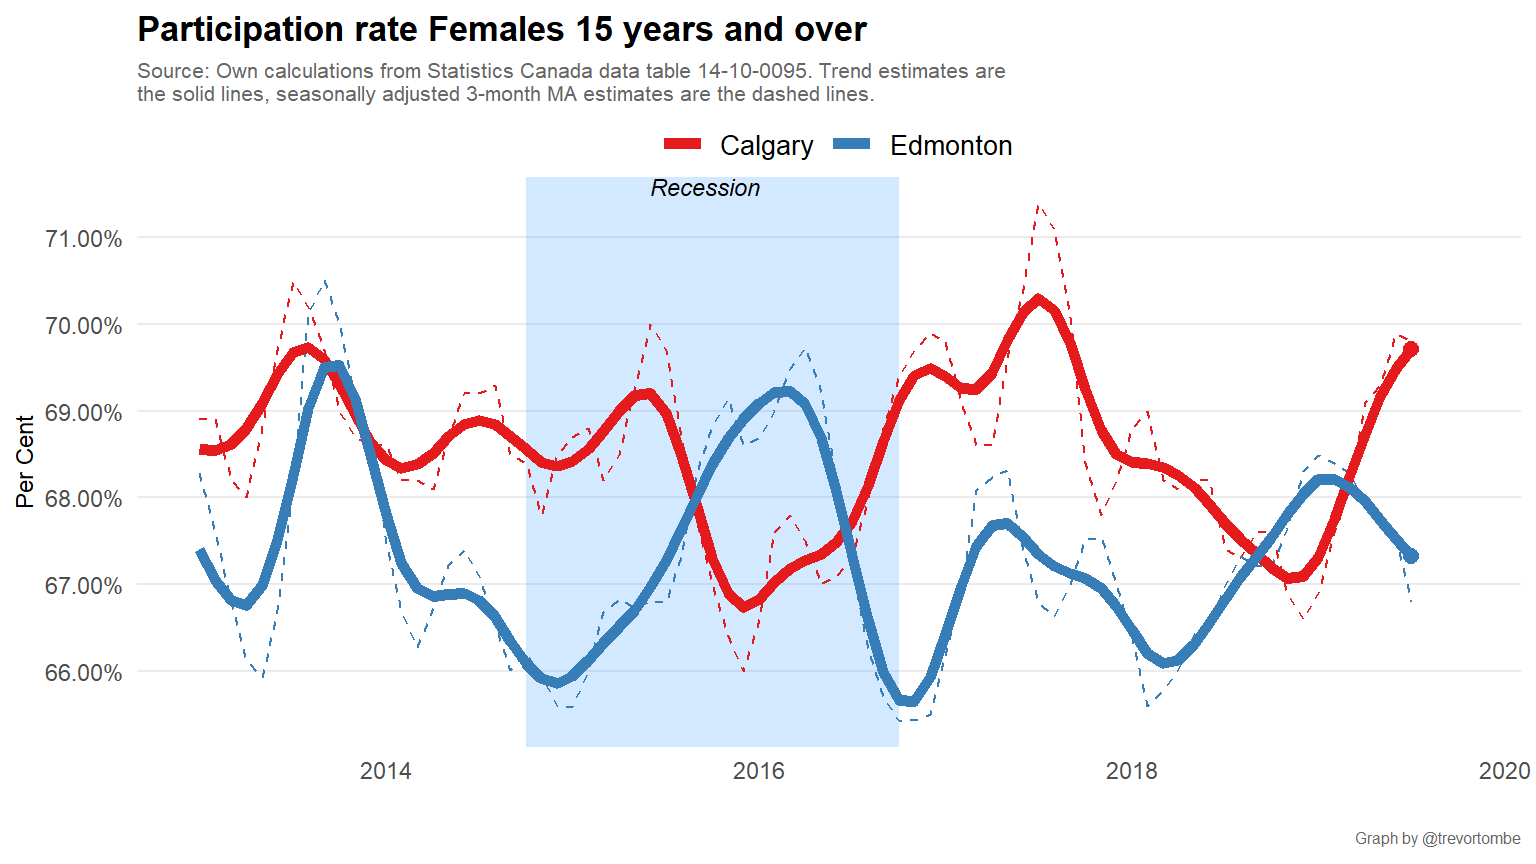 Participation rate Females 15 years and over
Source: Own calculations from Statistics Canada data table 14-10-0095. Trend estimates are
the solid lines, seasonally adjusted 3-month MA estimates are the dashed lines.
Calgary Edmonton
Recession
71.00%
70.00%
69.00%
68.00%
67.00%
66.00%
Per Cent
2014 2016 2018 2020
Graph by @trevortombe